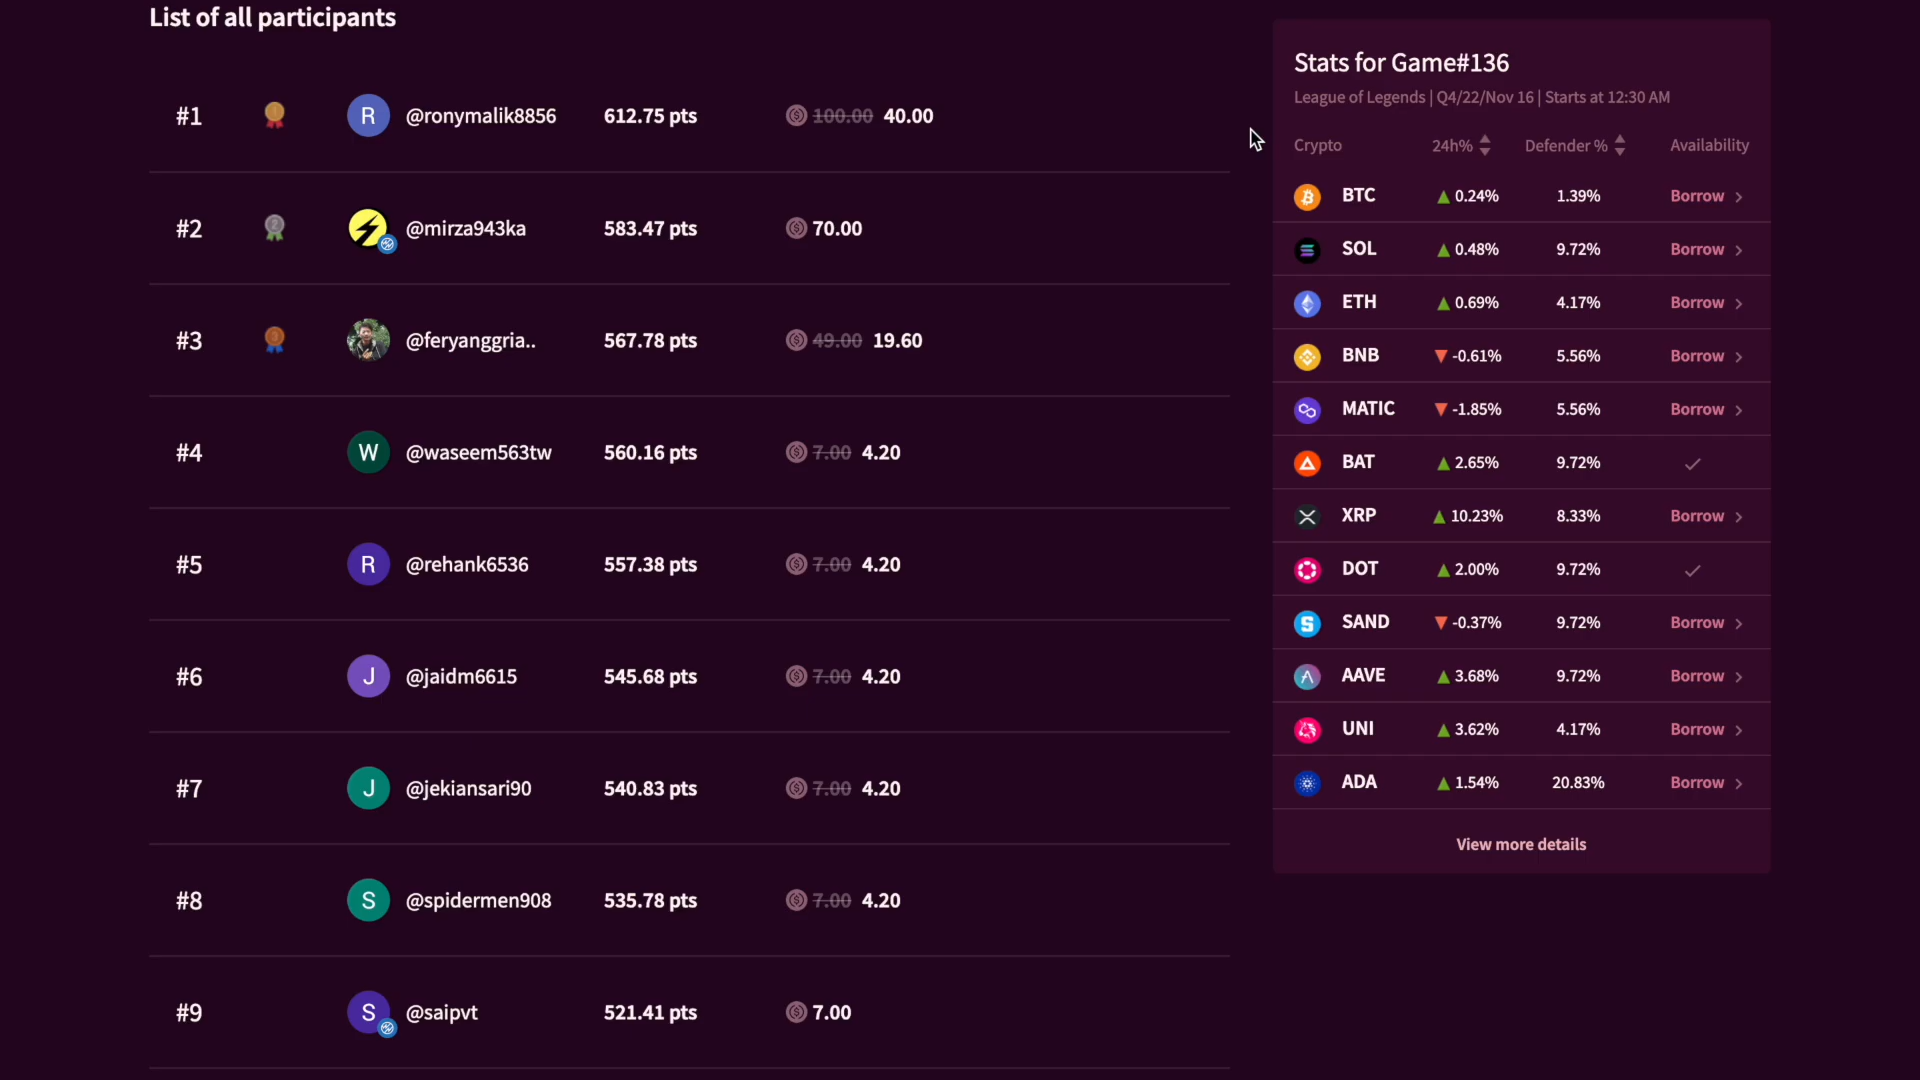 List of all participants
#1 R @ronymalik8856 612.75 pts 100.00 40.00
#2 @mirza943ka 583.47 pts 70.00
#3 @feryanggria.. 567.78 pts 49.00 19.60
#4 W @waseem563tw 560.16 pts 7.00 4.20
#5 R @rehank6536 557.38 pts 7.00 4.20
#6 J @jaidm6615 545.68 pts 7.00 4.20
#7 J @jekiansari90 540.83 pts 7.00 4.20
#8 S @spidermen908 535.78 pts 7.00 4.20
#9 S @saipvt 521.41 pts 7.00
Stats for Game#136
League of Legends | Q4/22/Nov 16 | Starts at 12:30 AM
Crypto 24h% Defender % Availability
BTC 0.24% 1.39% Borrow
SOL 0.48% 9.72% Borrow
ETH 0.69% 4.17% Borrow
BNB -0.61% 5.56% Borrow
MATIC -1.85% 5.56% Borrow
BAT 2.65% 9.72%
XRP 10.23% 8.33% Borrow
DOT 2.00% 9.72%
SAND -0.37% 9.72% Borrow
AAVE 3.68% 9.72% Borrow
UNI 3.62% 4.17% Borrow
ADA 1.54% 20.83% Borrow
View more details